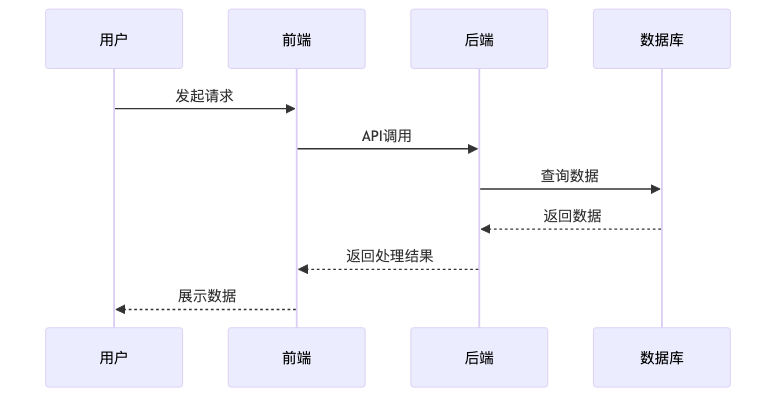 用户
前端
后端
数据库
发起请求
API调用
查询数据
返回数据
返回处理结果
展示数据
用户
前端
后端
数据库